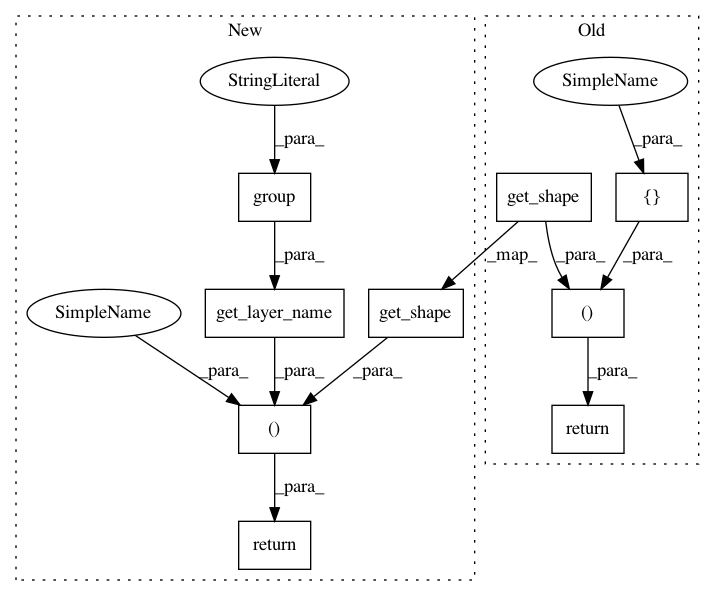 New
Old
StringLiteral
SimpleName
_para_
_para_
group
get_shape
{}
_para_
_map_
_para_
_para_
SimpleName
get_layer_name
get_shape
()
_para_
_para_
_para_
_para_
()
return
_para_
return